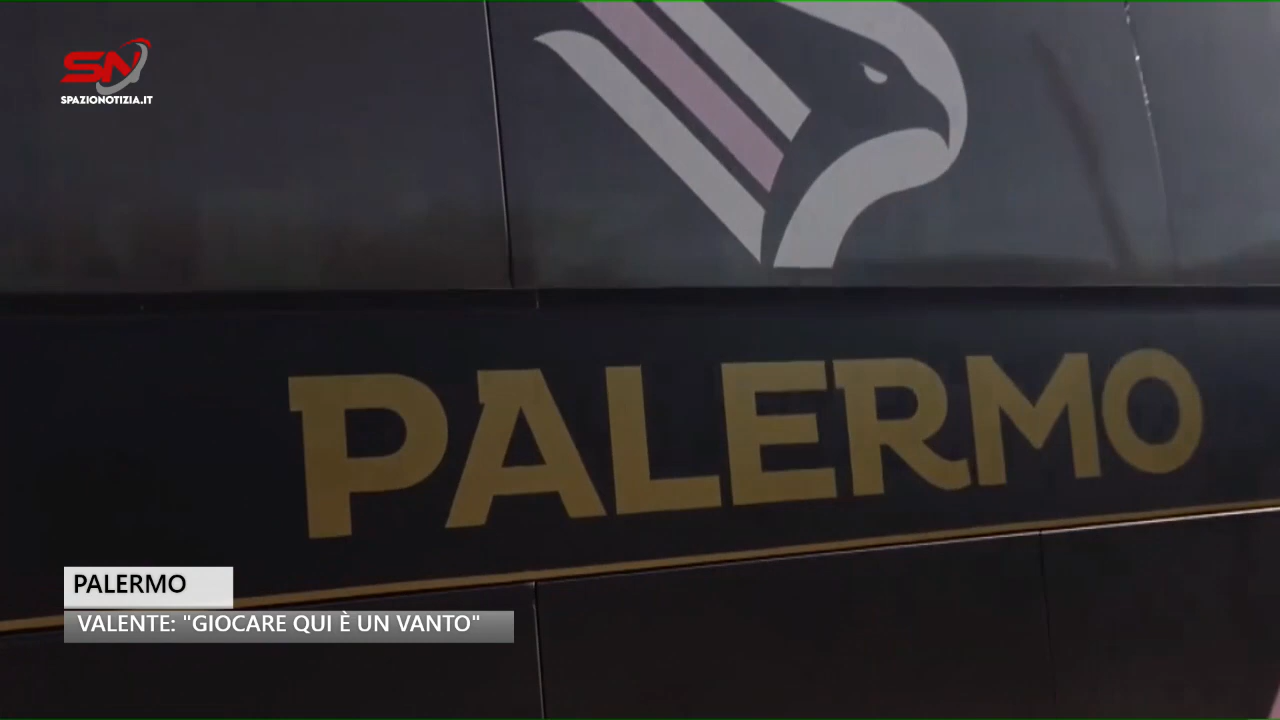 SN
SPAZIONOTIZIA.IT
PALERMO
PALERMO
VALENTE: "GIOCARE QUI È UN VANTO"